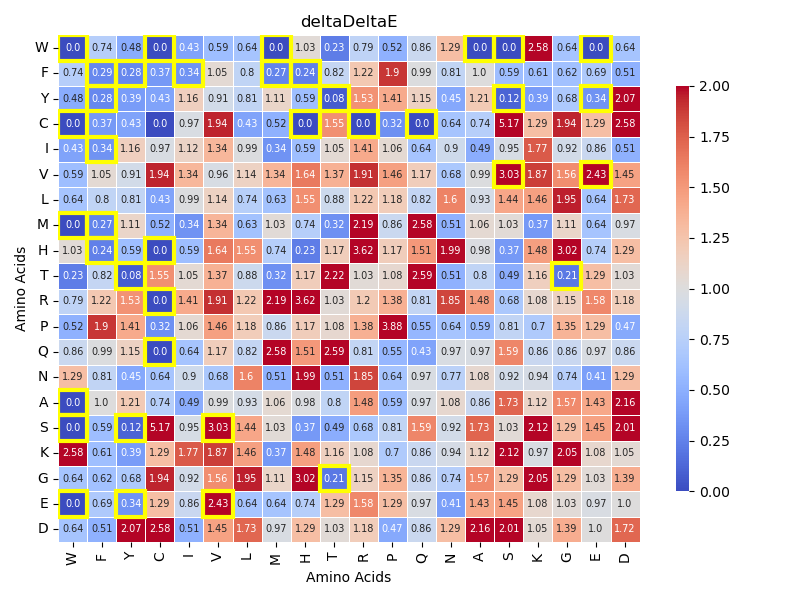 deltaDeltaE
W 0.0 0.74 0.48 0.0 0.43 0.59 0.64 0.0 1.03 0.23 0.79 0.52 0.86 1.29 0.0 0.0 2.58 0.64 0.0 0.64
F 0.74 0.29 0.28 0.37 0.34 1.05 0.8 0.27 0.24 0.82 1.22 1.9 0.99 0.81 1.0 0.59 0.61 0.62 0.69 0.51
Y 0.48 0.28 0.39 0.43 1.16 0.91 0.81 1.11 0.59 0.08 1.53 1.41 1.15 0.45 1.21 0.12 0.39 0.68 0.34 2.07
C 0.0 0.37 0.43 0.0 0.97 1.94 0.43 0.52 0.0 1.55 0.0 0.32 0.0 0.64 0.74 5.17 1.29 1.94 1.29 2.58
I 0.43 0.34 1.16 0.97 1.12 1.34 0.99 0.34 0.59 1.05 1.41 1.06 0.64 0.9 0.49 0.95 1.77 0.92 0.86 0.51
V 0.59 1.05 0.91 1.94 1.34 0.96 1.14 1.34 1.64 1.37 1.91 1.46 1.17 0.68 0.99 3.03 1.87 1.56 2.43 1.45
L 0.64 0.8 0.81 0.43 0.99 1.14 0.74 0.63 1.55 0.88 1.22 1.18 0.82 1.6 0.93 1.44 1.46 1.95 0.64 1.73
M 0.0 0.27 1.11 0.52 0.34 1.34 0.63 1.03 0.74 0.32 2.19 0.86 2.58 0.51 1.06 1.03 0.37 1.11 0.64 0.97
H 1.03 0.24 0.59 0.0 0.59 1.64 1.55 0.74 0.23 1.17 3.62 1.17 1.51 1.99 0.98 0.37 1.48 3.02 0.74 1.29
T 0.23 0.82 0.08 1.55 1.05 1.37 0.88 0.32 1.17 2.22 1.03 1.08 2.59 0.51 0.8 0.49 1.16 0.21 1.29 1.03
R 0.79 1.22 1.53 0.0 1.41 1.91 1.22 2.19 3.62 1.03 1.2 1.38 0.81 1.85 1.48 0.68 1.08 1.15 1.58 1.18
P 0.52 1.9 1.41 0.32 1.06 1.46 1.18 0.86 1.17 1.08 1.38 3.88 0.55 0.64 0.59 0.81 0.7 1.35 1.29 0.47
Q 0.86 0.99 1.15 0.0 0.64 1.17 0.82 2.58 1.51 2.59 0.81 0.55 0.43 0.97 0.97 1.59 0.86 0.86 0.97 0.86
N 1.29 0.81 0.45 0.64 0.9 0.68 1.6 0.51 1.99 0.51 1.85 0.64 0.97 0.77 1.08 0.92 0.94 0.74 0.41 1.29
A 0.0 1.0 1.21 0.74 0.49 0.99 0.93 1.06 0.98 0.8 1.48 0.59 0.97 1.08 0.86 1.73 1.12 1.57 1.43 2.16
S 0.0 0.59 0.12 5.17 0.95 3.03 1.44 1.03 0.37 0.49 0.68 0.81 1.59 0.92 1.73 1.03 2.12 1.29 1.45 2.01
K 2.58 0.61 0.39 1.29 1.77 1.87 1.46 0.37 1.48 1.16 1.08 0.7 0.86 0.94 1.12 2.12 0.97 2.05 1.08 1.05
G 0.64 0.62 0.68 1.94 0.92 1.56 1.95 1.11 3.02 0.21 1.15 1.35 0.86 0.74 1.57 1.29 2.05 1.29 1.03 1.39
E 0.0 0.69 0.34 1.29 0.86 2.43 0.64 0.64 0.74 1.29 1.58 1.29 0.97 0.41 1.43 1.45 1.08 1.03 0.97 1.0
D 0.64 0.51 2.07 2.58 0.51 1.45 1.73 0.97 1.29 1.03 1.18 0.47 0.86 1.29 2.16 2.01 1.05 1.39 1.0 1.72
W F Y C I V L M H T R P Q N A S K G E D
Amino Acids
Amino Acids
2.00
1.75
1.50
1.25
1.00
0.75
0.50
0.25
0.00